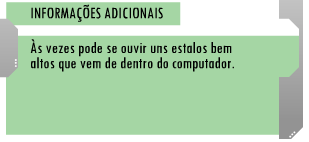 INFORMAÇÕES ADICIONAIS
Às vezes pode se ouvir uns estalos bem
altos que vem de dentro do computador.